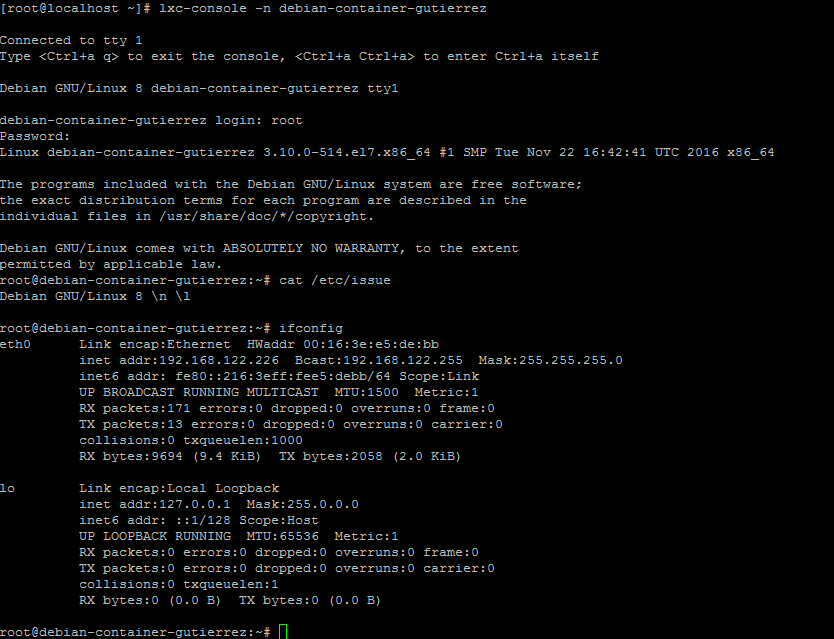 [root@localhost ~]# lxc-console -n debian-container-gutierrez
Connected to tty 1
Type <Ctrl+a q> to exit the console, <Ctrl+a Ctrl+a> to enter Ctrl+a itself
Debian GNU/Linux 8 debian-container-gutierrez tty1
debian-container-gutierrez login: root
Password:
Linux debian-container-gutierrez 3.10.0-514.el7.x86_64 #1 SMP Tue Nov 22 16:42:41 UTC 2016 x86_64
The programs included with the Debian GNU/Linux system are free software;
the exact distribution terms for each program are described in the
individual files in /usr/share/doc/*/copyright.
Debian GNU/Linux comes with ABSOLUTELY NO WARRANTY, to the extent
permitted by applicable law.
root@debian-container-gutierrez:~# cat /etc/issue
Debian GNU/Linux 8 \n \l
root@debian-container-gutierrez:~# ifconfig
eth0      Link encap:Ethernet  HWaddr 00:16:3e:e5:de:bb
          inet addr:192.168.122.226  Bcast:192.168.122.255  Mask:255.255.255.0
          inet6 addr: fe80::216:3eff:fee5:debb/64 Scope:Link
          UP BROADCAST RUNNING MULTICAST  MTU:1500  Metric:1
          RX packets:171 errors:0 dropped:0 overruns:0 frame:0
          TX packets:13 errors:0 dropped:0 overruns:0 carrier:0
          collisions:0 txqueuelen:1000
          RX bytes:9694 (9.4 KiB)  TX bytes:2058 (2.0 KiB)
lo        Link encap:Local Loopback
          inet addr:127.0.0.1  Mask:255.0.0.0
          inet6 addr: ::1/128 Scope:Host
          UP LOOPBACK RUNNING  MTU:65536  Metric:1
          RX packets:0 errors:0 dropped:0 overruns:0 frame:0
          TX packets:0 errors:0 dropped:0 overruns:0 carrier:0
          collisions:0 txqueuelen:1
          RX bytes:0 (0.0 B)  TX bytes:0 (0.0 B)
root@debian-container-gutierrez:~#